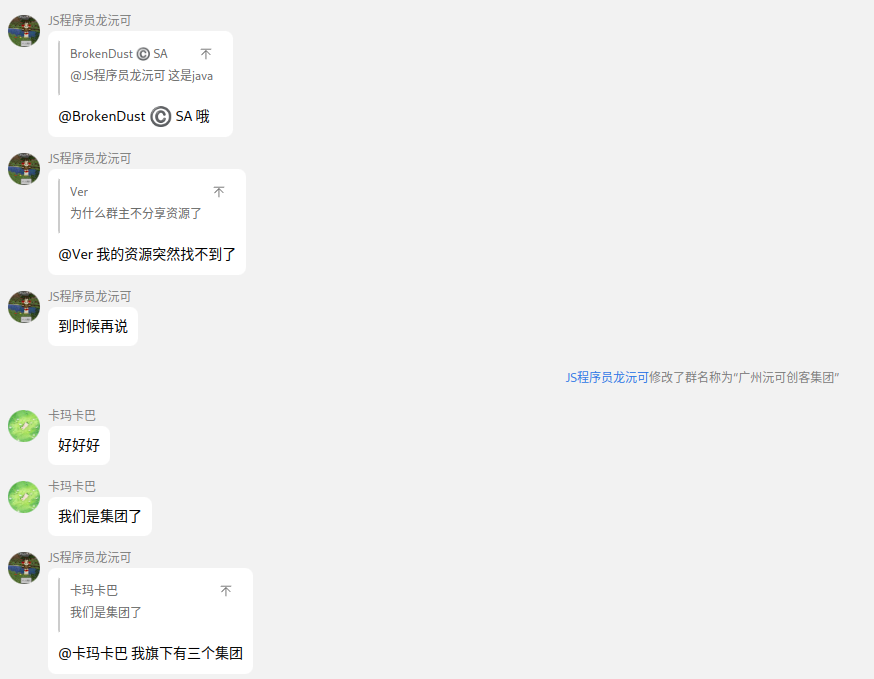 JS程序员龙沅可
BrokenDust ©️ SA
@JS程序员龙沅可 这是java
@BrokenDust ©️ SA 哦
JS程序员龙沅可
Ver
为什么群主不分享资源了
@Ver 我的资源突然找不到了
JS程序员龙沅可
到时候再说
JS程序员龙沅可修改了群名称为“广州沅可创客集团”
卡玛卡巴
好好好
卡玛卡巴
我们是集团了
JS程序员龙沅可
卡玛卡巴
我们是集团了
@卡玛卡巴 我旗下有三个集团